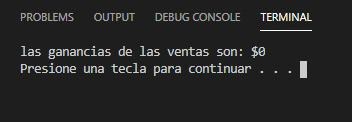 PROBLEMS OUTPUT DEBUG CONSOLE TERMINAL
las ganancias de las ventas son: $0
Presione una tecla para continuar . . .